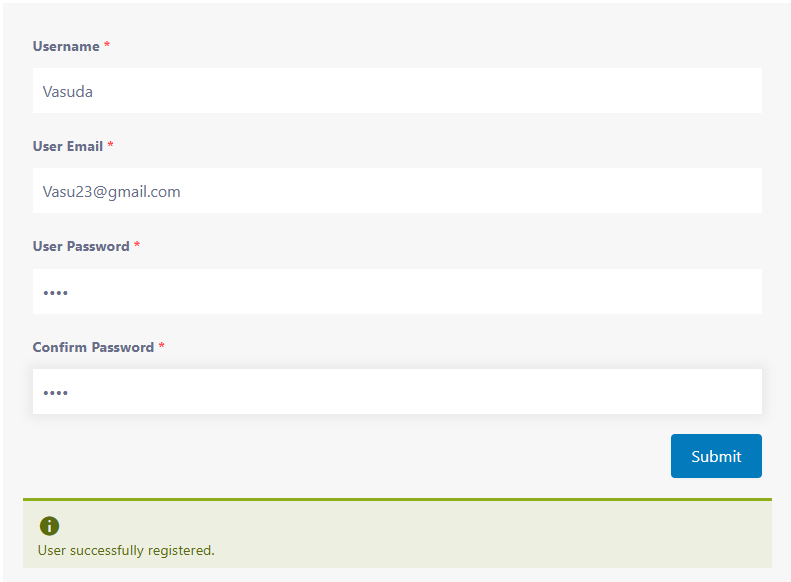 Username *
Vasuda
User Email *
Vasu23@gmail.com
User Password *
••••
Confirm Password *
••••
Submit
User successfully registered.